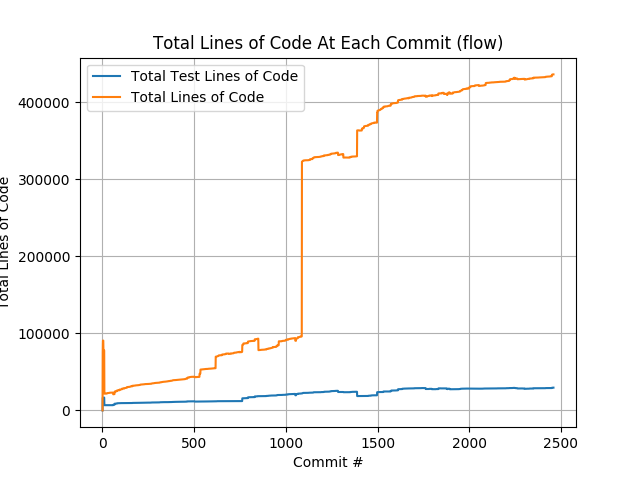 Total Lines of Code At Each Commit (flow)
Total Test Lines of Code
Total Lines of Code
400000
300000
200000
100000
0
Total Lines of Code
0 500 1000 1500 2000 2500
Commit #